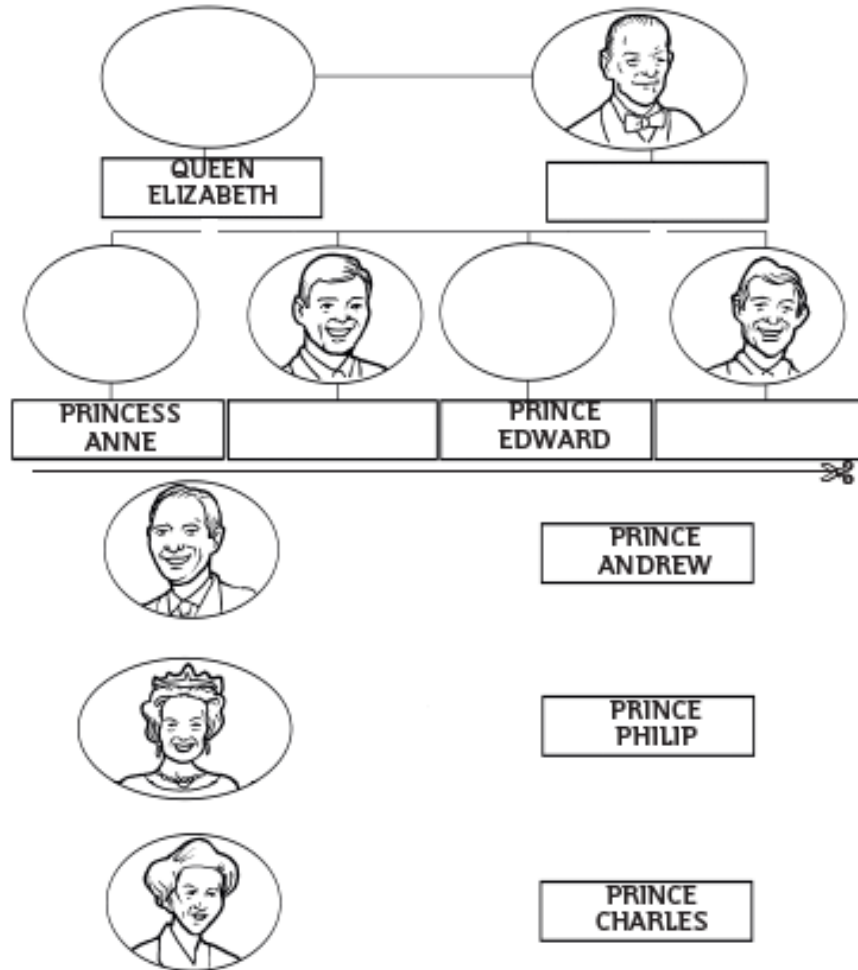 QUEEN
ELIZABETH
PRINCESS
ANNE
PRINCE
EDWARD
PRINCE
ANDREW
PRINCE
PHILIP
PRINCE
CHARLES